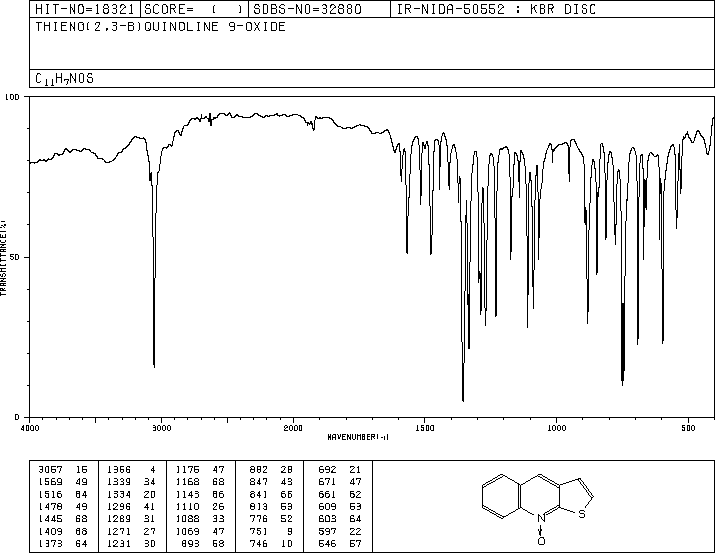 HIT-NO=18321 SCORE= ( ) SDBS-NO=32880 IR-NIDA-50552 : KBR DISC
THIENO(2,3-B)QUINOLINE 9-OXIDE
C11H7NOS
100
50
0
TRANSMITTANCE(%)
4000 3000 2000 1500 1000 500
WAVENUMBER(-1)
3057 15 1356 4 1176 47 882 28 692 21
1569 49 1339 34 1168 68 847 43 671 47
1516 64 1334 20 1143 66 841 66 661 62
1478 49 1296 41 1110 26 813 53 609 53
1445 68 1289 31 1088 33 776 52 603 64
1409 68 1271 27 1069 47 751 9 597 22
1373 64 1231 30 893 58 746 10 546 57
N S
O